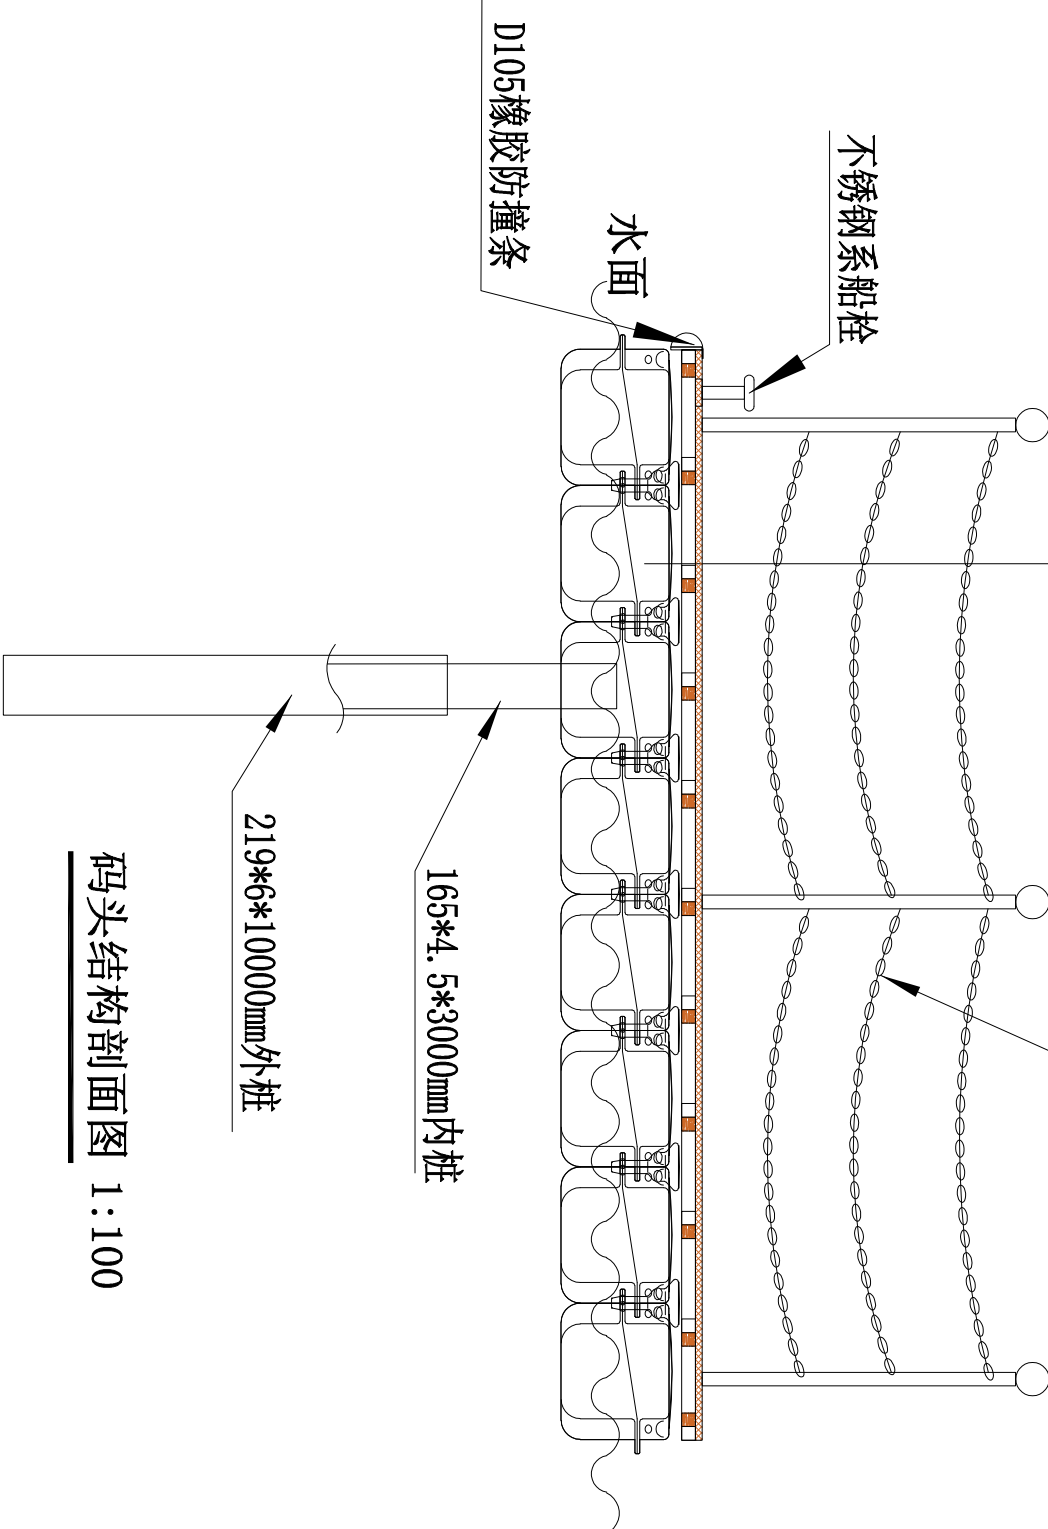 不锈钢系船栓
D105橡胶防撞条
水面
165*4.5*3000mm内桩
219*6*10000mm外桩
码头结构剖面图 1:100